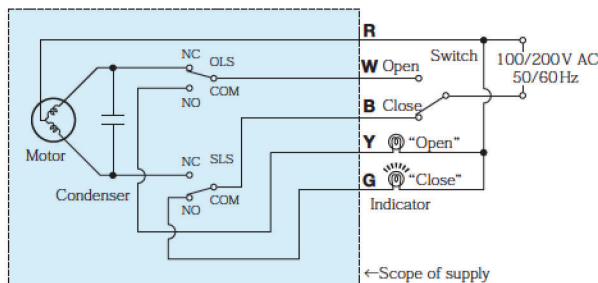 R
NC OLS
W Open
Switch
100/200V AC
50/60Hz
COM
NO
B Close
Motor
Y "Open"
NC SLS
Condenser
G "Close"
COM
NO
Indicator
←Scope of supply